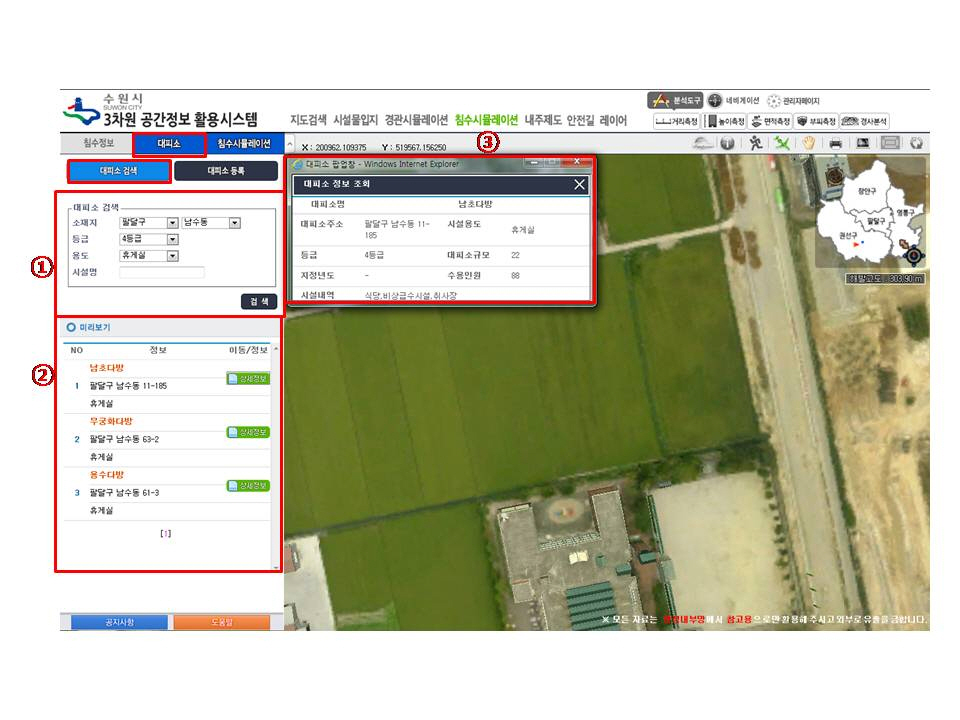 수원시
SUWON CITY
3차원 공간정보 활용시스템
지도검색 시설물입지 경관시뮬레이션 침수시뮬레이션 내주제도 안전길 레이어
분석도구 네비게이션 관리자페이지
거리측정 높이측정 면적측정 부피측정 경사분석
침수정보 대피소 침수시뮬레이션
X : 200962.109375 Y : 519567.156250
③
대피소 검색 대피소 등록
대피소 팝업창 - Windows Internet Explorer
대피소 정보 조회
대피소명 남초다방
대피소주소 팔달구 남수동 11-185 시설용도 휴게실
등급 4등급 대피소규모 22
지정년도 - 수용인원 88
시설내역 식당,비상급수시설,취사장
①
대피소 검색
소재지 팔달구 남수동
등급 4등급
용도 휴게실
시설명
검 색
장안구
영통구
팔달구
권선구
해발고도 : 303.90 m
②
미리보기
NO 정보 이동/정보
남초다방
1 팔달구 남수동 11-185 상세정보
휴게실
무궁화다방
2 팔달구 남수동 63-2 상세정보
휴게실
용수다방
3 팔달구 남수동 61-3 상세정보
휴게실
[1]
공지사항 도움말
※ 모든 자료는 행정내부망에서 참고용으로만 활용해 주시고 외부로 유출을 금합니다.